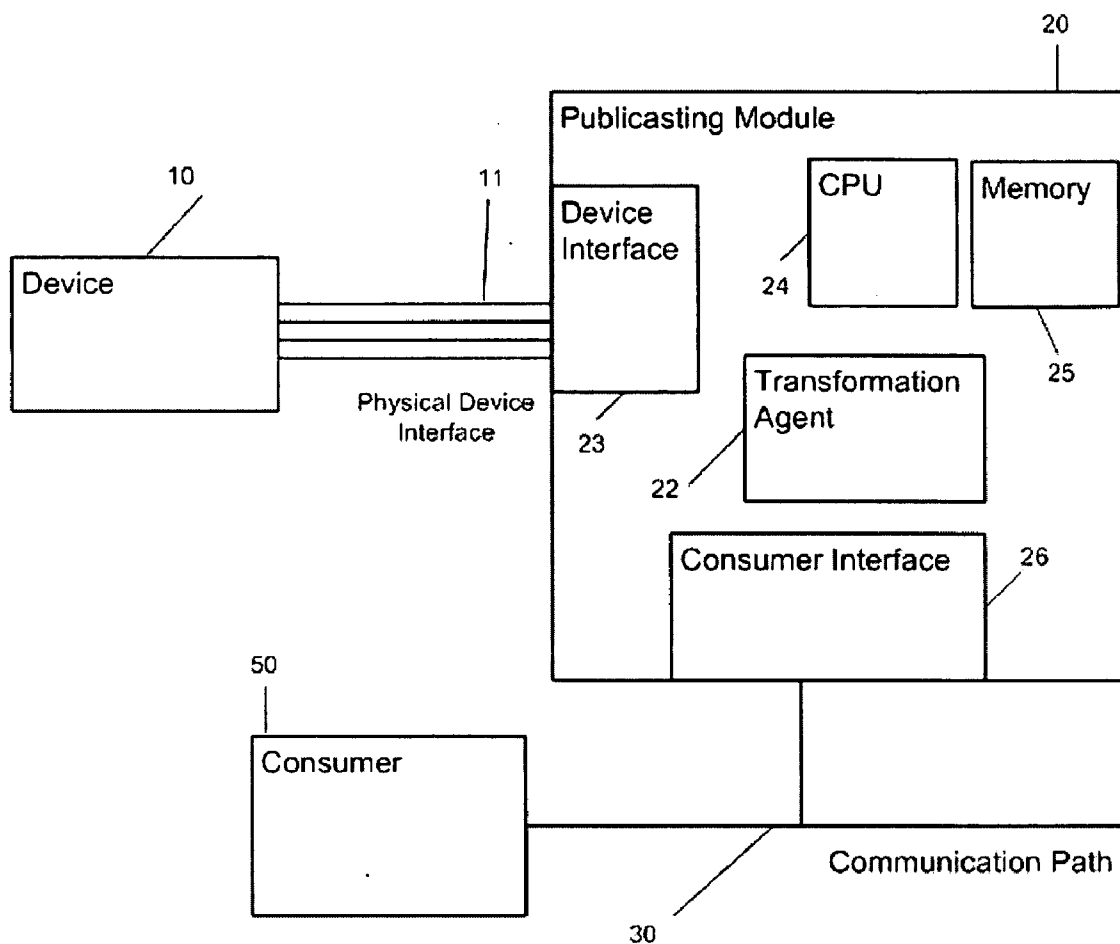 20
Publicasting Module
10
11
Device
Interface
CPU
Memory
Device
24
25
Physical Device
Interface
23
Transformation
Agent
22
Consumer Interface
26
50
Consumer
Communication Path
30